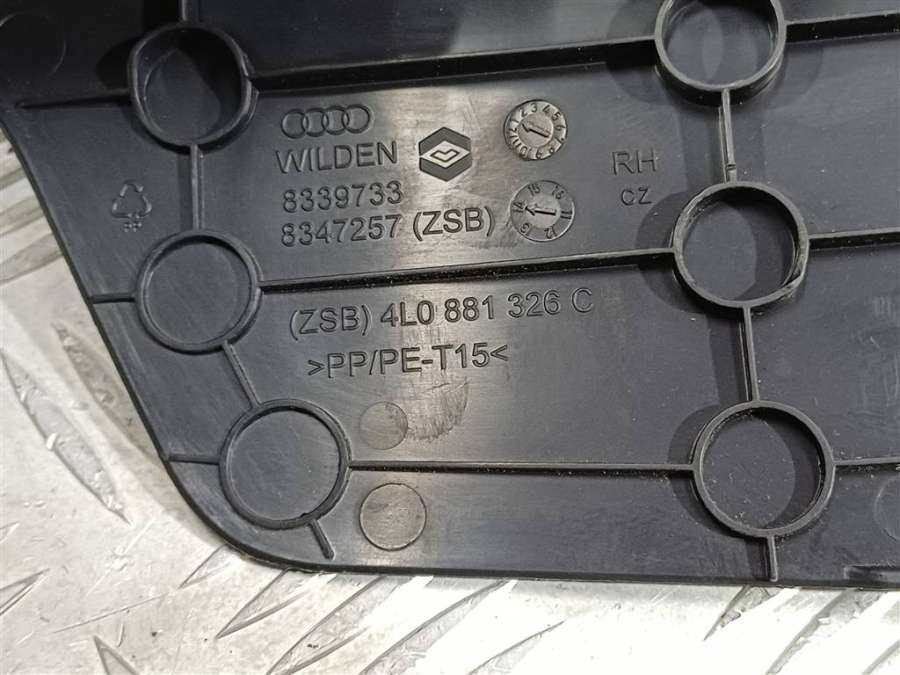 WILDEN
8339733
8347257 (ZSB)
RH
CZ
(ZSB) 4L0 881 326 C
>PP/PE-T15<